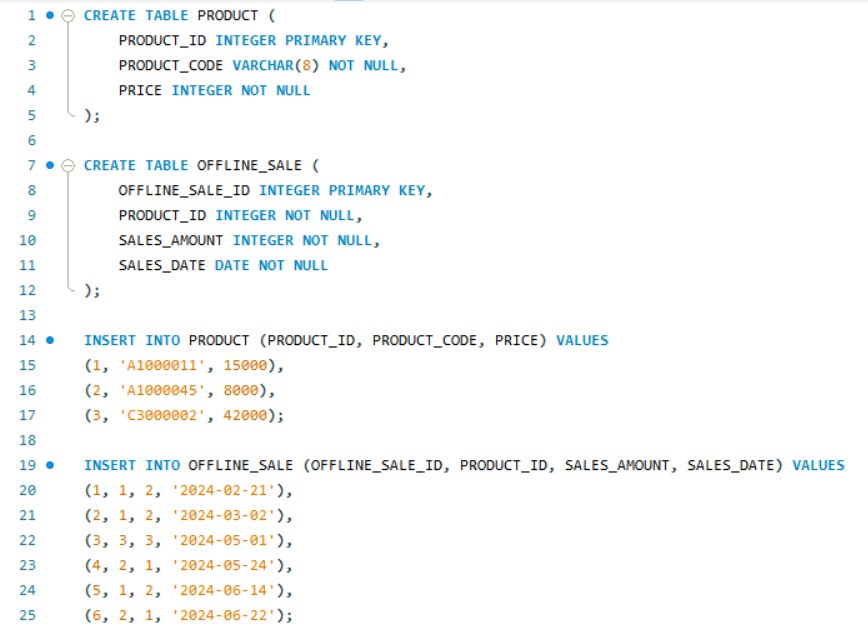 1 CREATE TABLE PRODUCT (
2 PRODUCT_ID INTEGER PRIMARY KEY,
3 PRODUCT_CODE VARCHAR(8) NOT NULL,
4 PRICE INTEGER NOT NULL
5 );
6
7 CREATE TABLE OFFLINE_SALE (
8 OFFLINE_SALE_ID INTEGER PRIMARY KEY,
9 PRODUCT_ID INTEGER NOT NULL,
10 SALES_AMOUNT INTEGER NOT NULL,
11 SALES_DATE DATE NOT NULL
12 );
13
14 INSERT INTO PRODUCT (PRODUCT_ID, PRODUCT_CODE, PRICE) VALUES
15 (1, 'A1000011', 15000),
16 (2, 'A1000045', 8000),
17 (3, 'C3000002', 42000);
18
19 INSERT INTO OFFLINE_SALE (OFFLINE_SALE_ID, PRODUCT_ID, SALES_AMOUNT, SALES_DATE) VALUES
20 (1, 1, 2, '2024-02-21'),
21 (2, 1, 2, '2024-03-02'),
22 (3, 3, 3, '2024-05-01'),
23 (4, 2, 1, '2024-05-24'),
24 (5, 1, 2, '2024-06-14'),
25 (6, 2, 1, '2024-06-22');